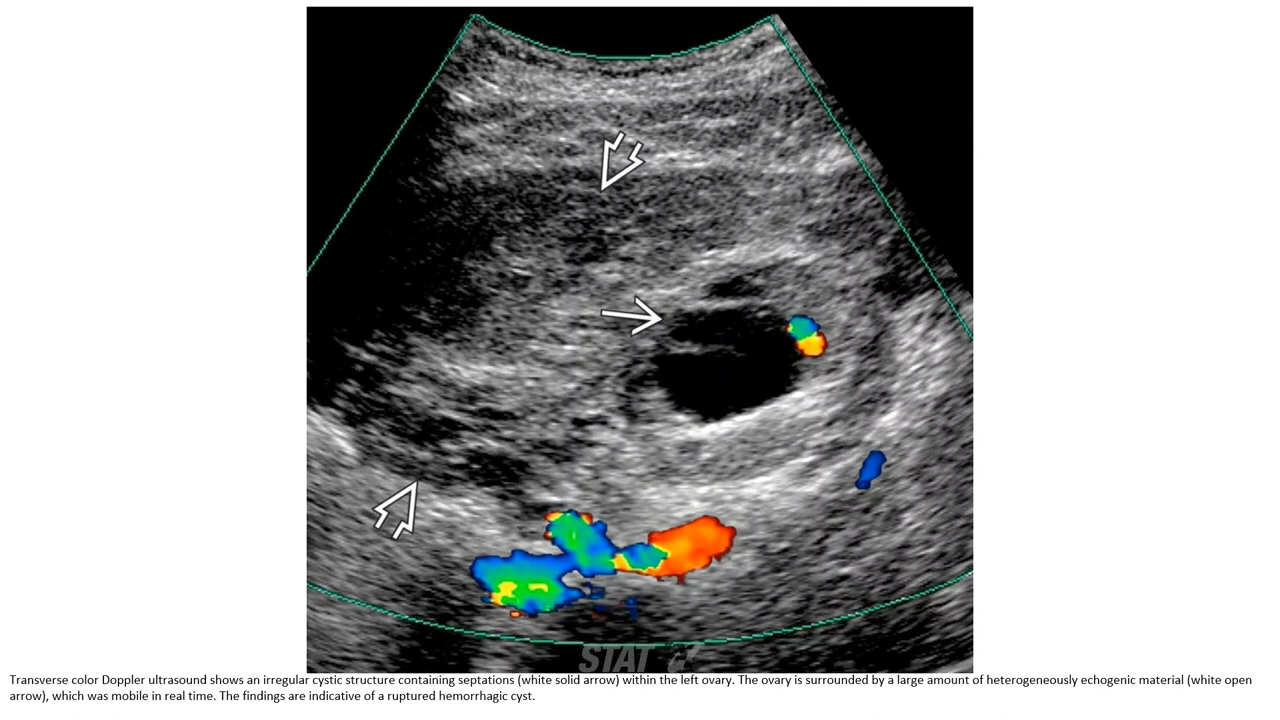 STAT
Transverse color Doppler ultrasound shows an irregular cystic structure containing septations (white solid arrow) within the left ovary. The ovary is surrounded by a large amount of heterogeneously echogenic material (white open
arrow), which was mobile in real time. The findings are indicative of a ruptured hemorrhagic cyst.